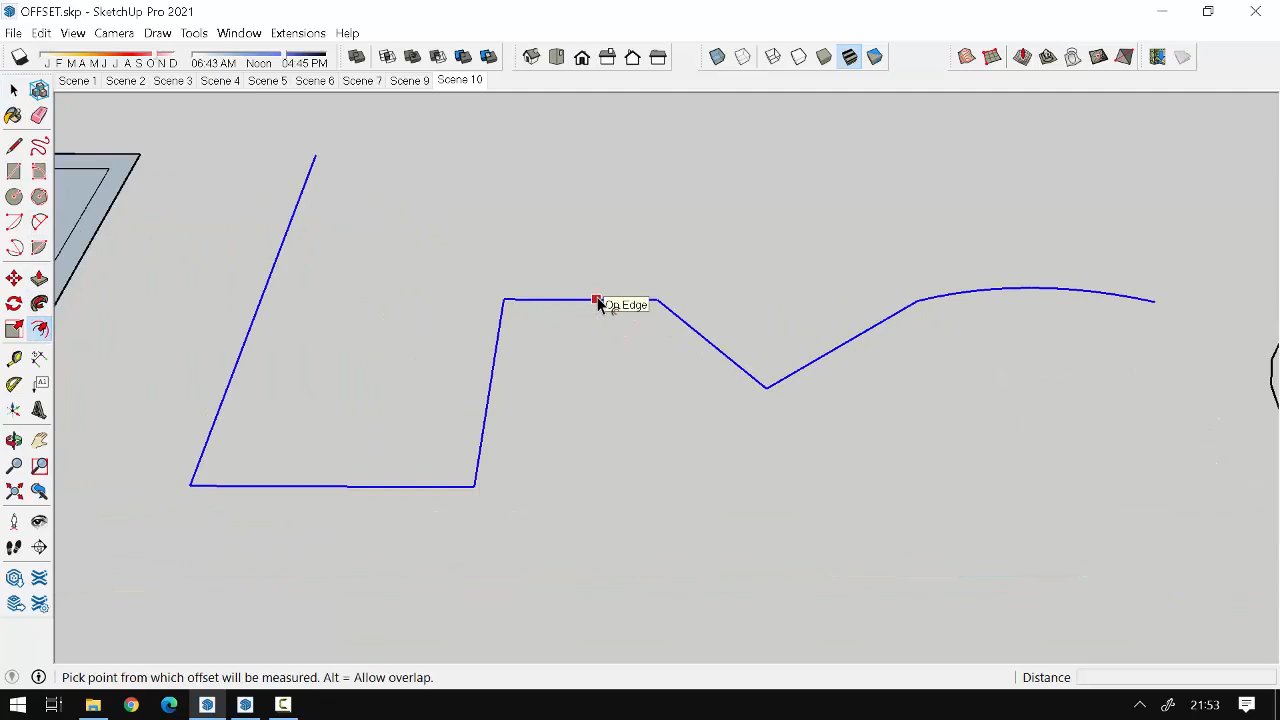 OFFSET.skp - SketchUp Pro 2021
File Edit View Camera Draw Tools Window Extensions Help
J F M A M J J A S O N D 06:43 AM Noon 04:45 PM
Scene 1 Scene 2 Scene 3 Scene 4 Scene 5 Scene 6 Scene 7 Scene 9 Scene 10
On Edge
A1
Pick point from which offset will be measured. Alt = Allow overlap. Distance
21:53